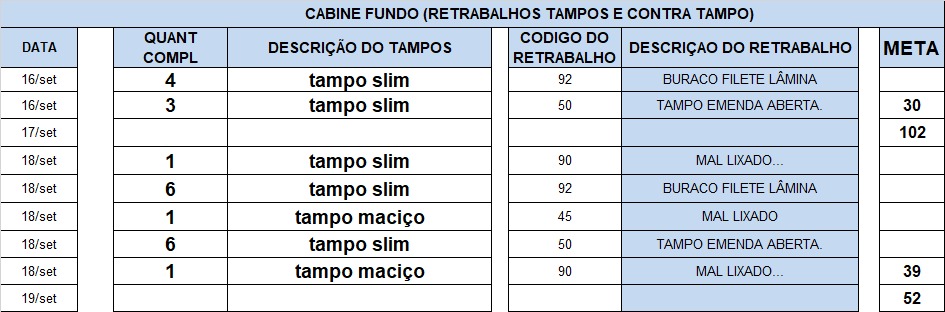 CABINE FUNDO (RETRABALHOS TAMPOS E CONTRA TAMPO)
DATA QUANT COMPL DESCRIÇÃO DO TAMPOS CODIGO DO RETRABALHO DESCRIÇAO DO RETRABALHO META
16/set 4 tampo slim 92 BURACO FILETE LÂMINA
16/set 3 tampo slim 50 TAMPO EMENDA ABERTA. 30
17/set 102
18/set 1 tampo slim 90 MAL LIXADO...
18/set 6 tampo slim 92 BURACO FILETE LÂMINA
18/set 1 tampo maciço 45 MAL LIXADO
18/set 6 tampo slim 50 TAMPO EMENDA ABERTA.
18/set 1 tampo maciço 90 MAL LIXADO... 39
19/set 52